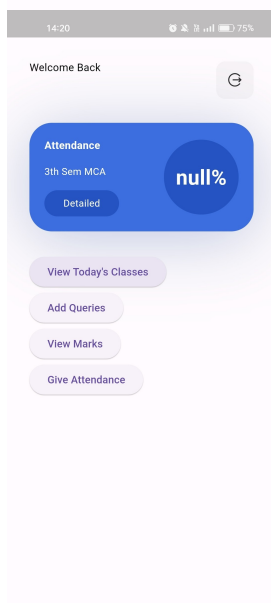 14:20
75%
Welcome Back
Attendance
3th Sem MCA
null%
Detailed
View Today's Classes
Add Queries
View Marks
Give Attendance